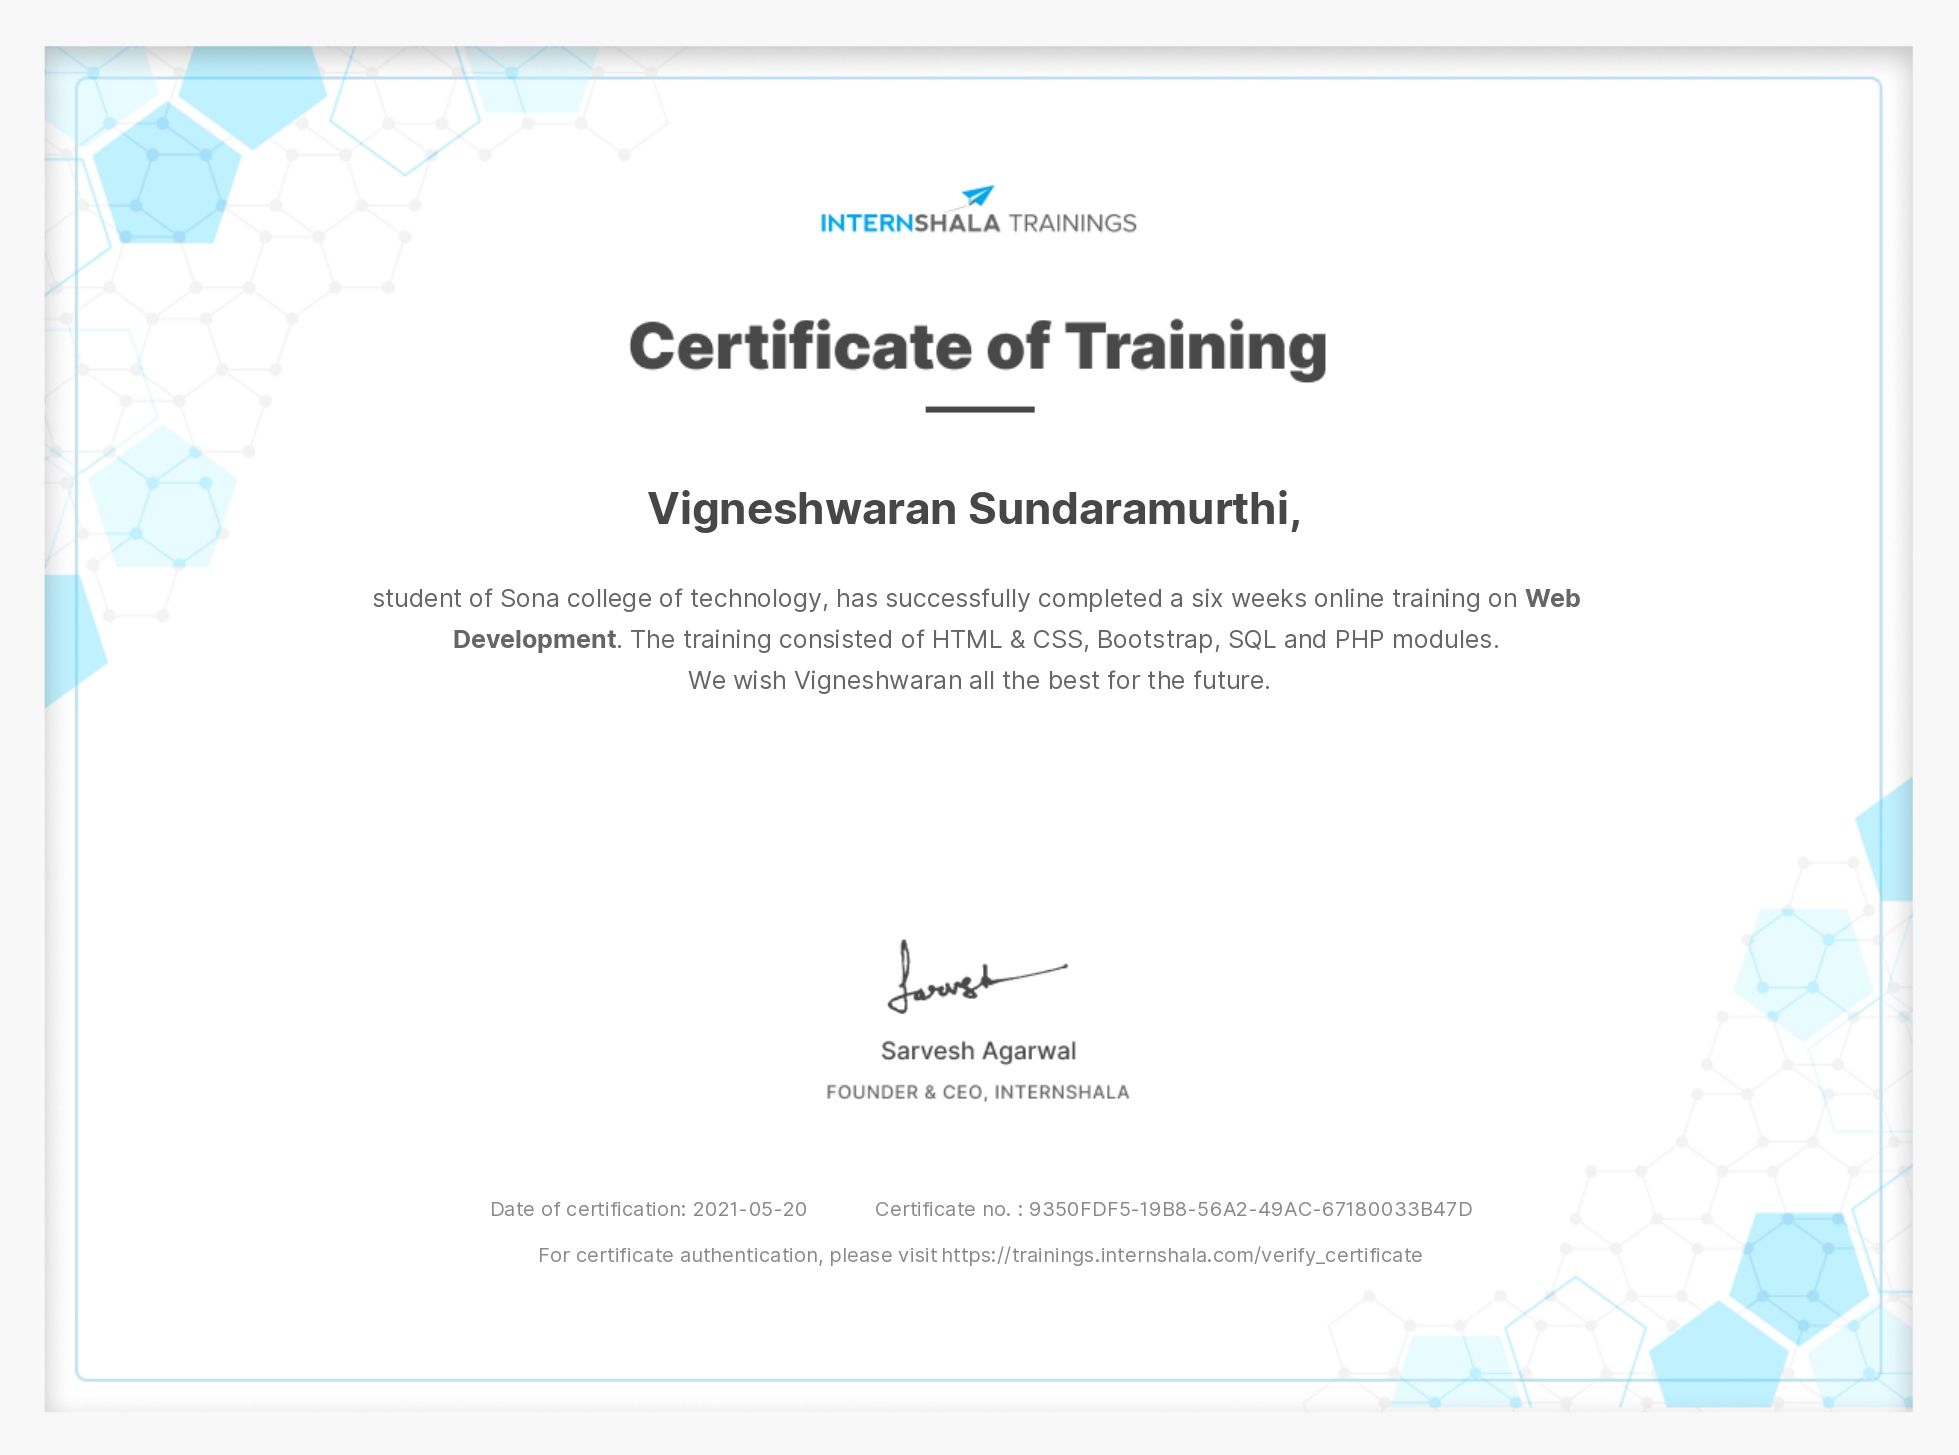 INTERNSHALA TRAININGS
Certificate of Training
Vigneshwaran Sundaramurthi,
student of Sona college of technology, has successfully completed a six weeks online training on Web
Development. The training consisted of HTML & CSS, Bootstrap, SQL and PHP modules.
We wish Vigneshwaran all the best for the future.
Sarvesh
Sarvesh Agarwal
FOUNDER & CEO, INTERNSHALA
Date of certification: 2021-05-20 Certificate no. : 9350FDF5-19B8-56A2-49AC-67180033B47D
For certificate authentication, please visit https://trainings.internshala.com/verify_certificate